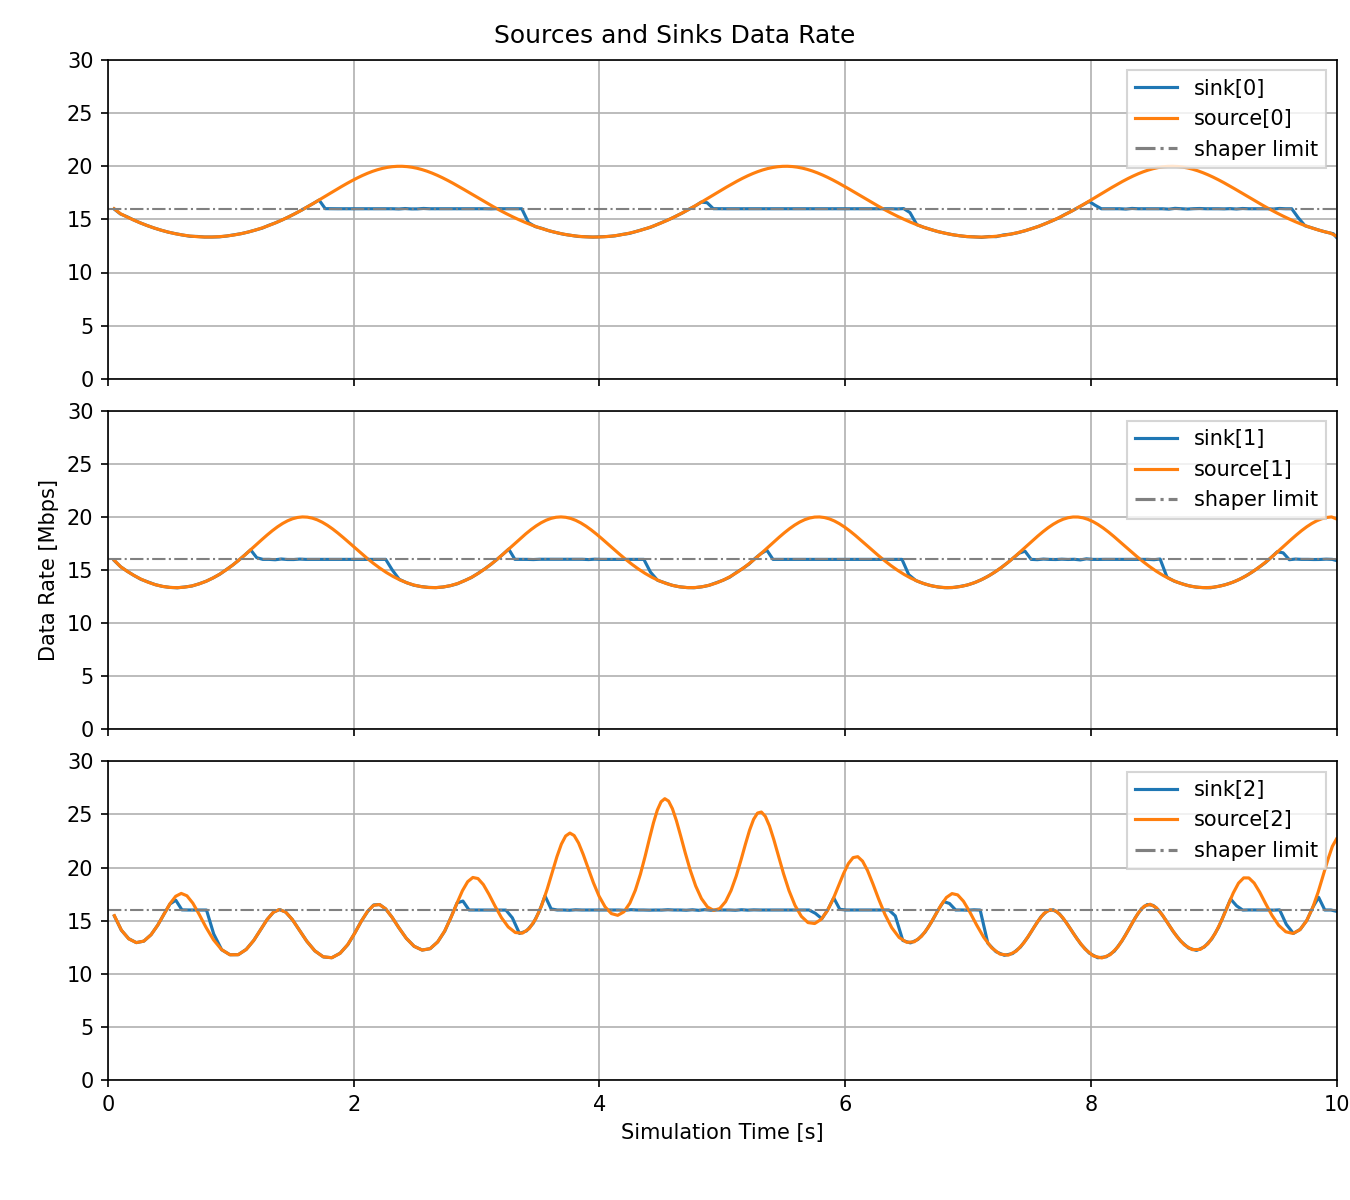 Sources and Sinks Data Rate
30
25
20
15
10
5
0
sink[0]
source[0]
shaper limit
30
25
20
15
10
5
0
sink[1]
source[1]
shaper limit
Data Rate [Mbps]
30
25
20
15
10
5
0
sink[2]
source[2]
shaper limit
0 2 4 6 8 10
Simulation Time [s]